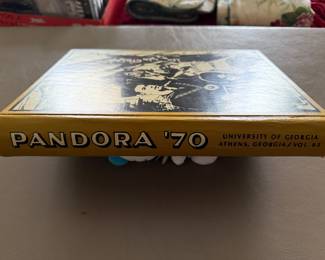 PANDORA '70
UNIVERSITY OF GEORGIA
ATHENS, GEORGIA / VOL. 83